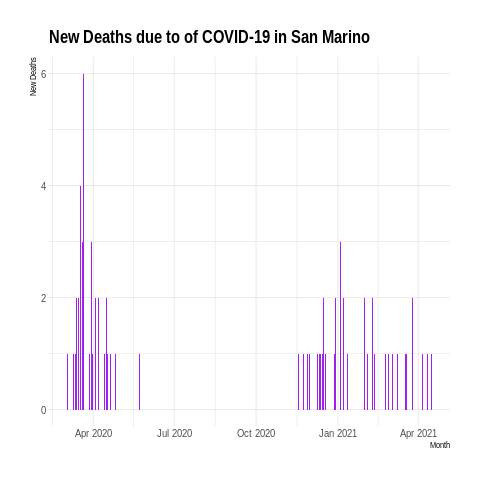 New Deaths due to of COVID-19 in San Marino
New Deaths
6
4
2
0
Apr 2020 Jul 2020 Oct 2020 Jan 2021 Apr 2021
Month